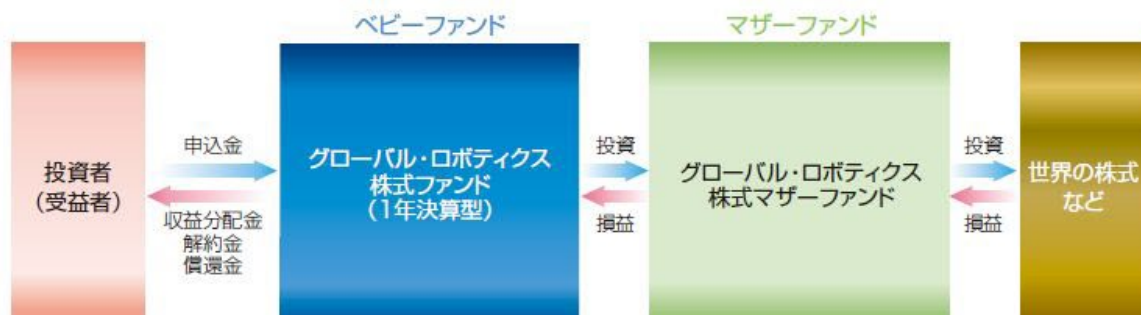 ベビーファンド
マザーファンド
投資者
(受益者)
申込金
収益分配金
解約金
償還金
グローバル・ロボティクス
株式ファンド
(1年決算型)
投資
損益
グローバル・ロボティクス
株式マザーファンド
投資
損益
世界の株式
など